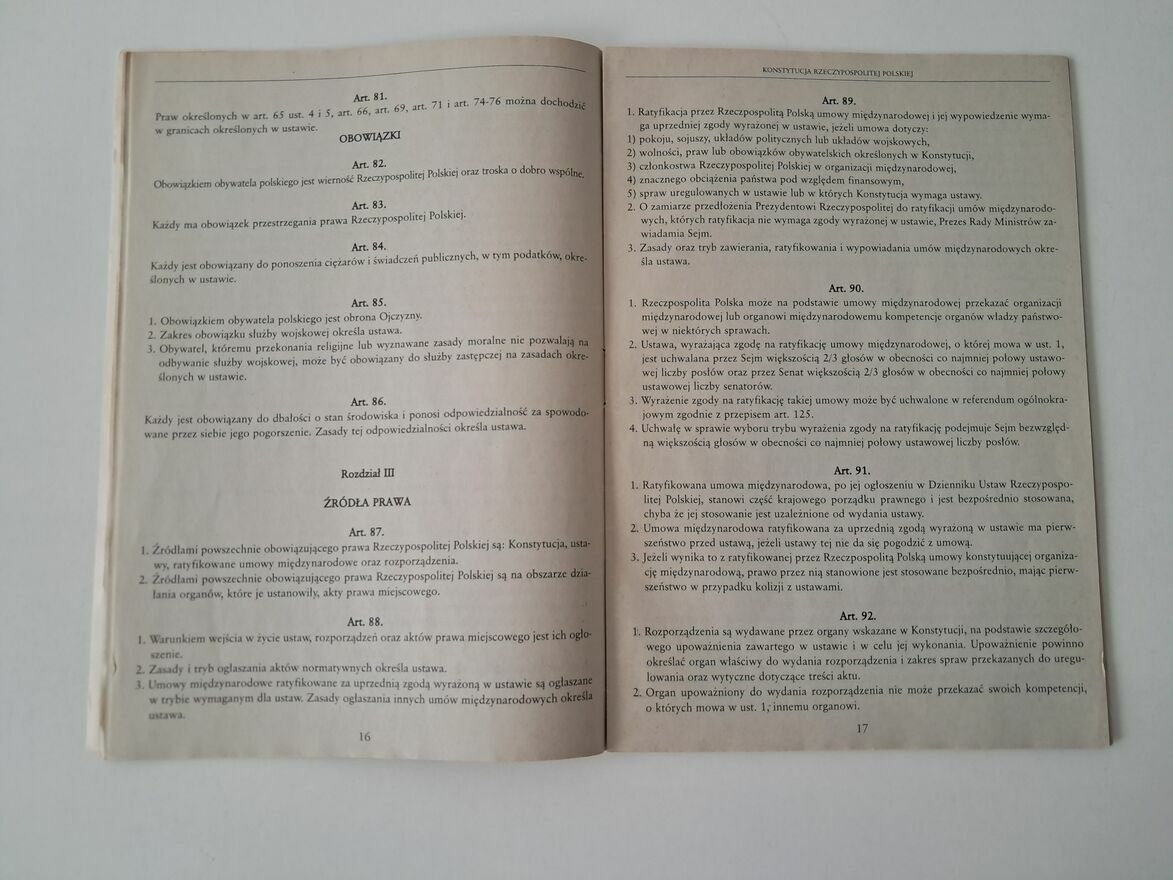 Art. 81.
Praw określonych w art. 65 ust. 4 i 5, art. 66, art. 69, art. 71 i art. 74-76 można dochodzić
w granicach określonych w ustawie.
OBOWIĄZKI
Art. 82.
Obowiązkiem obywatela polskiego jest wierność Rzeczypospolitej Polskiej oraz troska o dobro wspólne.
Art. 83.
Każdy ma obowiązek przestrzegania prawa Rzeczypospolitej Polskiej.
Art. 84.
Każdy jest obowiązany do ponoszenia ciężarów i świadczeń publicznych, w tym podatków, okre-
ślonych w ustawie.
Art. 85.
1. Obowiązkiem obywatela polskiego jest obrona Ojczyzny.
2. Zakres obowiązku służby wojskowej określa ustawa.
3. Obywatel, któremu przekonania religijne lub wyznawane zasady moralne nie pozwalają na
odbywanie służby wojskowej, może być obowiązany do służby zastępczej na zasadach okre-
ślonych w ustawie.
Art. 86.
Każdy jest obowiązany do dbałości o stan środowiska i ponosi odpowiedzialność za spowodo-
wane przez siebie jego pogorszenie. Zasady tej odpowiedzialności określa ustawa.
Rozdział III
ŹRÓDŁA PRAWA
Art. 87.
1. Źródłami powszechnie obowiązującego prawa Rzeczypospolitej Polskiej są: Konstytucja, usta-
wy, ratyfikowane umowy międzynarodowe oraz rozporządzenia.
2. Źródłami powszechnie obowiązującego prawa Rzeczypospolitej Polskiej są na obszarze dzia-
łania organów, które je ustanowiły, akty prawa miejscowego.
Art. 88.
1. Warunkiem wejścia w życie ustaw, rozporządzeń oraz aktów prawa miejscowego jest ich ogło-
szenie.
2. Zasady i tryb ogłaszania aktów normatywnych określa ustawa.
3. Umowy międzynarodowe ratyfikowane za uprzednią zgodą wyrażoną w ustawie są ogłaszane
w trybie wymaganym dla ustaw. Zasady ogłaszania innych umów międzynarodowych określa
ustawa.
16
KONSTYTUCJA RZECZYPOSPOLITEJ POLSKIEJ
Art. 89.
1. Ratyfikacja przez Rzeczpospolitą Polską umowy międzynarodowej i jej wypowiedzenie wyma-
ga uprzedniej zgody wyrażonej w ustawie, jeżeli umowa dotyczy:
1) pokoju, sojuszy, układów politycznych lub układów wojskowych,
2) wolności, praw lub obowiązków obywatelskich określonych w Konstytucji,
3) członkostwa Rzeczypospolitej Polskiej w organizacji międzynarodowej,
4) znacznego obciążenia państwa pod względem finansowym,
5) spraw uregulowanych w ustawie lub w których Konstytucja wymaga ustawy.
2. O zamiarze przedłożenia Prezydentowi Rzeczypospolitej do ratyfikacji umów międzynarodo-
wych, których ratyfikacja nie wymaga zgody wyrażonej w ustawie, Prezes Rady Ministrów za-
wiadamia Sejm.
3. Zasady oraz tryb zawierania, ratyfikowania i wypowiadania umów międzynarodowych okre-
śla ustawa.
Art. 90.
1. Rzeczpospolita Polska może na podstawie umowy międzynarodowej przekazać organizacji
międzynarodowej lub organowi międzynarodowemu kompetencje organów władzy państwo-
wej w niektórych sprawach.
2. Ustawa, wyrażająca zgodę na ratyfikację umowy międzynarodowej, o której mowa w ust. 1,
jest uchwalana przez Sejm większością 2/3 głosów w obecności co najmniej połowy ustawo-
wej liczby posłów oraz przez Senat większością 2/3 głosów w obecności co najmniej połowy
ustawowej liczby senatorów.
3. Wyrażenie zgody na ratyfikację takiej umowy może być uchwalone w referendum ogólnokra-
jowym zgodnie z przepisem art. 125.
4. Uchwałę w sprawie wyboru trybu wyrażenia zgody na ratyfikację podejmuje Sejm bezwzględ-
ną większością głosów w obecności co najmniej połowy ustawowej liczby posłów.
Art. 91.
1. Ratyfikowana umowa międzynarodowa, po jej ogłoszeniu w Dzienniku Ustaw Rzeczypospo-
litej Polskiej, stanowi część krajowego porządku prawnego i jest bezpośrednio stosowana,
chyba że jej stosowanie jest uzależnione od wydania ustawy.
2. Umowa międzynarodowa ratyfikowana za uprzednią zgodą wyrażoną w ustawie ma pierw-
szeństwo przed ustawą, jeżeli ustawy tej nie da się pogodzić z umową.
3. Jeżeli wynika to z ratyfikowanej przez Rzeczpospolitą Polską umowy konstytuującej organiza-
cję międzynarodową, prawo przez nią stanowione jest stosowane bezpośrednio, mając pierw-
szeństwo w przypadku kolizji z ustawami.
Art. 92.
1. Rozporządzenia są wydawane przez organy wskazane w Konstytucji, na podstawie szczegóło-
wego upoważnienia zawartego w ustawie i w celu jej wykonania. Upoważnienie powinno
określać organ właściwy do wydania rozporządzenia i zakres spraw przekazanych do uregu-
lowania oraz wytyczne dotyczące treści aktu.
2. Organ upoważniony do wydania rozporządzenia nie może przekazać swoich kompetencji,
o których mowa w ust. 1, innemu organowi.
17